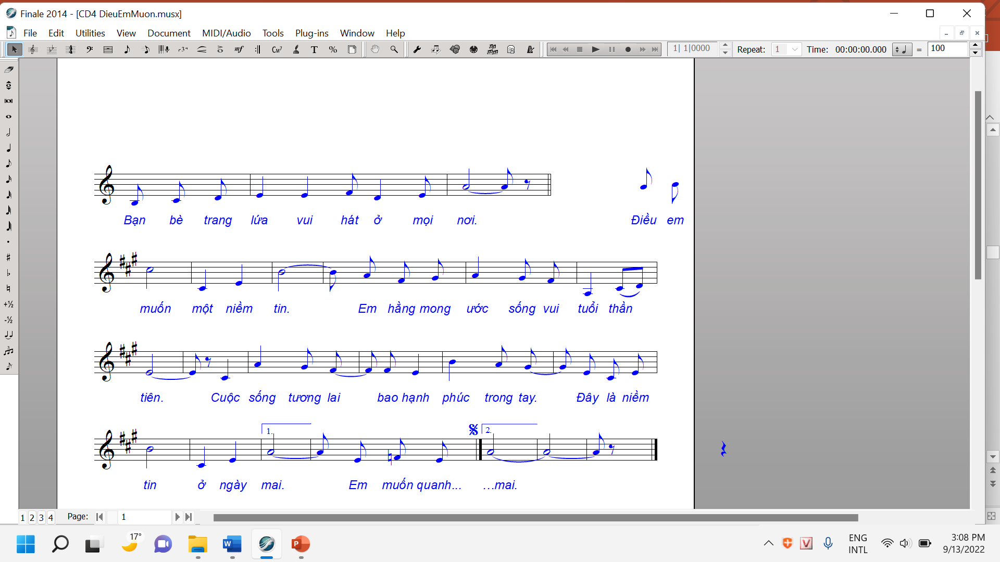 Finale 2014 - [CD4 DieuEmMuon.musx]
File Edit Utilities View Document MIDI/Audio Tools Plug-ins Window Help
1| 1|0000 Repeat: 1 Time: 00:00:00.000 = 100
Bạn bè trang lứa vui hát ở mọi nơi. Điều em
muốn một niềm tin. Em hằng mong ước sống vui tuổi thần
tiên. Cuộc sống tương lai bao hạnh phúc trong tay. Đây là niềm
1. 2.
tin ở ngày mai. Em muốn quanh... ...mai.
1 2 3 4 Page: 1
17°
ENG
INTL
3:08 PM
9/13/2022